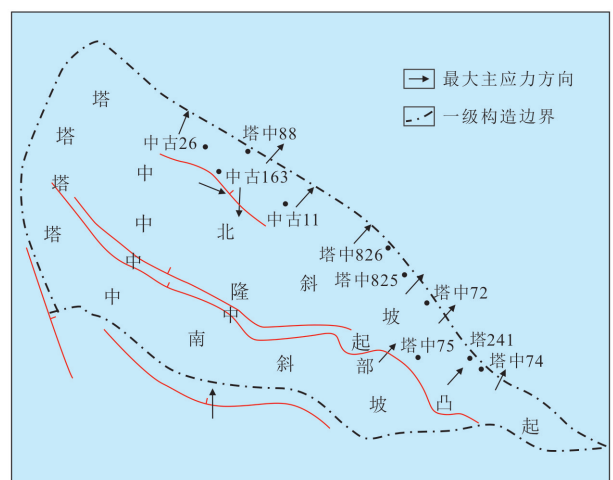 最大主应力方向
一级构造边界
塔中88
中古26
中古163
中古11
塔中826
塔中825
塔中72
塔中75
塔241
塔中74
塔中北斜坡
塔中隆起
塔中中部凸起
塔中南斜坡